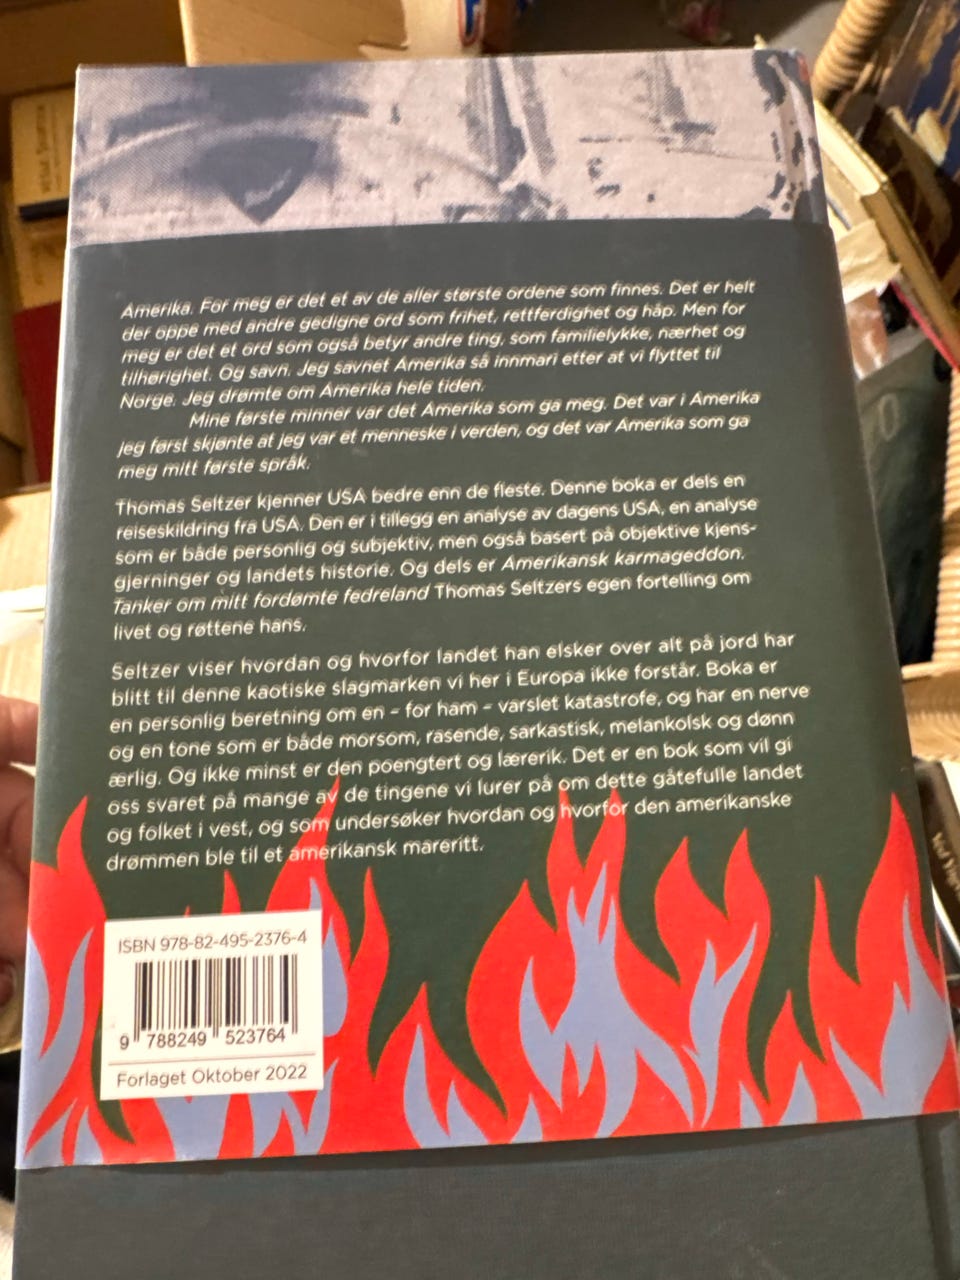 Amerika. For meg er det et av de aller største ordene som finnes. Det er helt
der oppe med andre gedigne ord som frihet, rettferdighet og håp. Men for
meg er det et ord som også betyr andre ting, som familielykke, nærhet og
tilhørighet. Og savn. Jeg savnet Amerika så innmari etter at vi flyttet til
Norge. Jeg drømte om Amerika hele tiden.
Mine første minner var det Amerika som ga meg. Det var i Amerika
jeg først skjønte at jeg var et menneske i verden, og det var Amerika som ga
meg mitt første språk.
Thomas Seltzer kjenner USA bedre enn de fleste. Denne boka er dels en
reiseskildring fra USA. Den er i tillegg en analyse av dagens USA, en analyse
som er både personlig og subjektiv, men også basert på objektive kjens-
gjerninger og landets historie. Og dels er Amerikansk karmageddon.
Tanker om mitt fordømte fedreland Thomas Seltzers egen fortelling om
livet og røttene hans.
Seltzer viser hvordan og hvorfor landet han elsker over alt på jord har
blitt til denne kaotiske slagmarken vi her i Europa ikke forstår. Boka er
en personlig beretning om en – for ham – varslet katastrofe, og har en nerve
og en tone som er både morsom, rasende, sarkastisk, melankolsk og dønn
ærlig. Og ikke minst er den poengtert og lærerik. Det er en bok som vil gi
oss svaret på mange av de tingene vi lurer på om dette gåtefulle landet
og folket i vest, og som undersøker hvordan og hvorfor den amerikanske
drømmen ble til et amerikansk mareritt.
ISBN 978-82-495-2376-4
9 788249 523764
Forlaget Oktober 2022